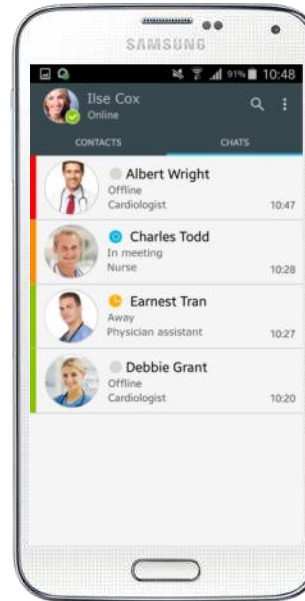 SAMSUNG
91% 10:48
Ilse Cox
Online
CONTACTS CHATS
Albert Wright
Offline
Cardiologist 10:47
Charles Todd
In meeting
Nurse 10:28
Earnest Tran
Away
Physician assistant 10:27
Debbie Grant
Offline
Cardiologist 10:20